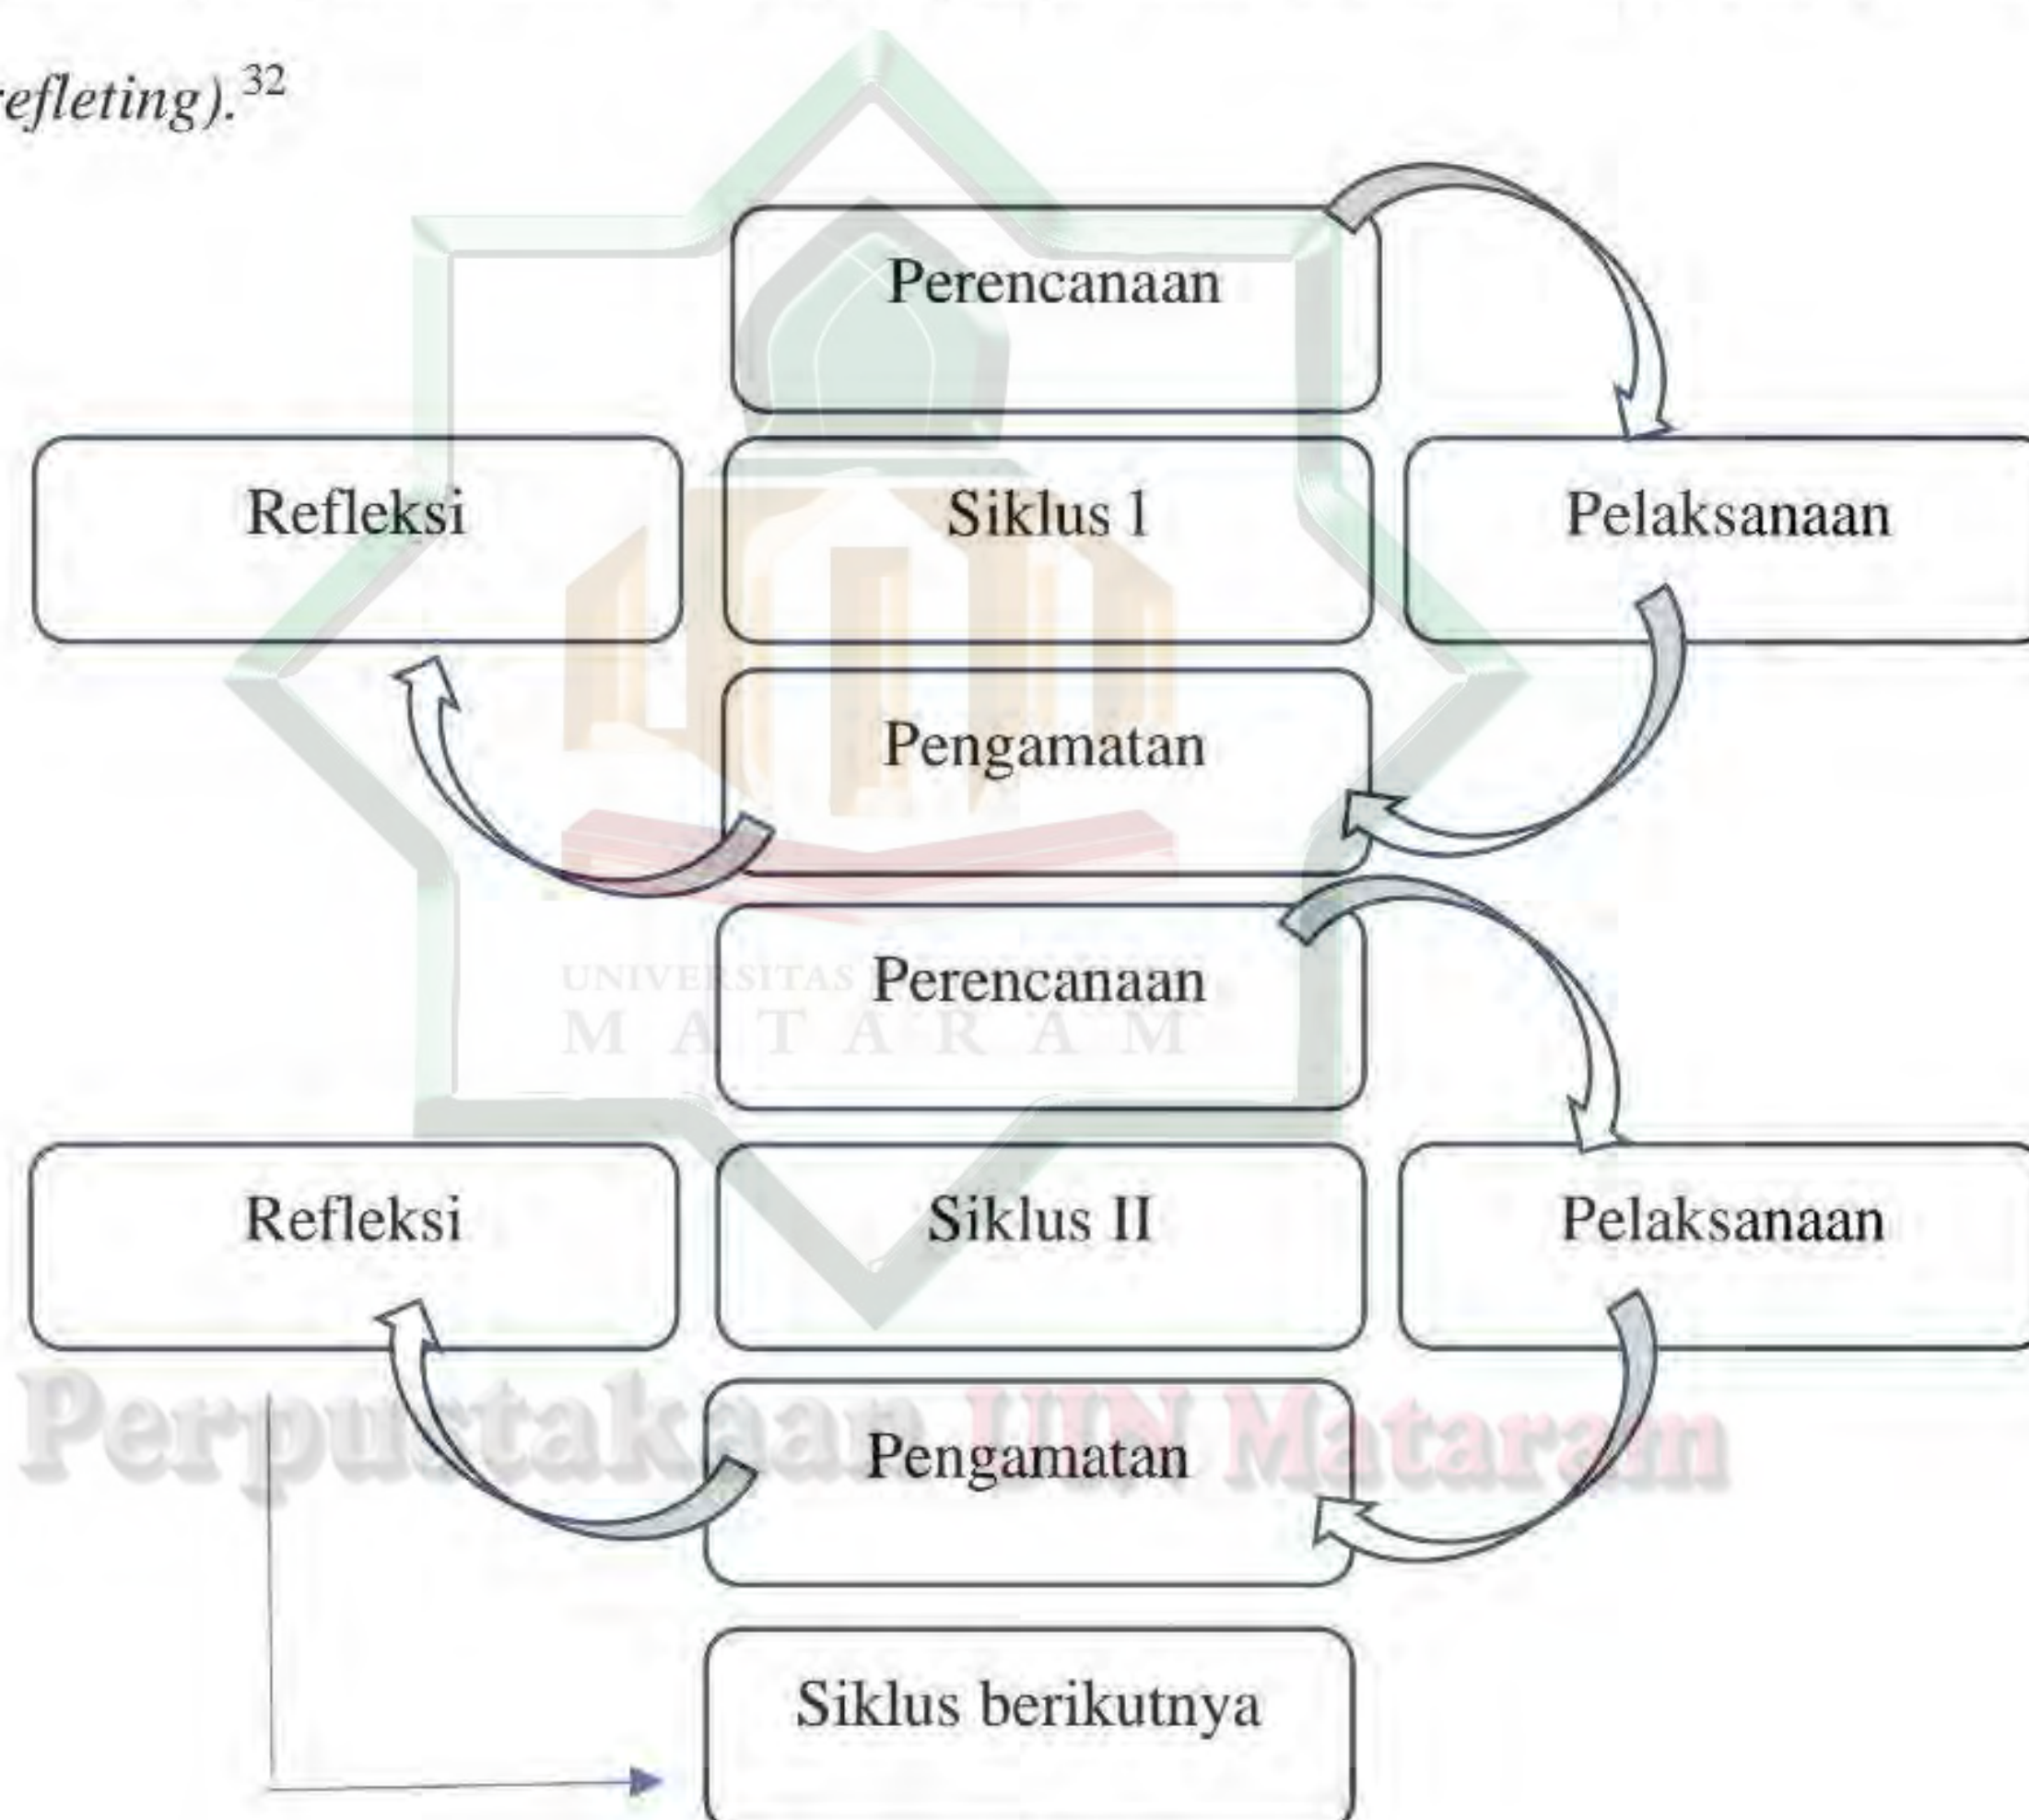 refleting).32
Perencanaan
Refleksi
Siklus 1
Pelaksanaan
Pengamatan
UNIVERSITAS
MATARAM
Perencanaan
Refleksi
Siklus II
Pelaksanaan
Perpustakaan UIN Mataram
Pengamatan
Siklus berikutnya